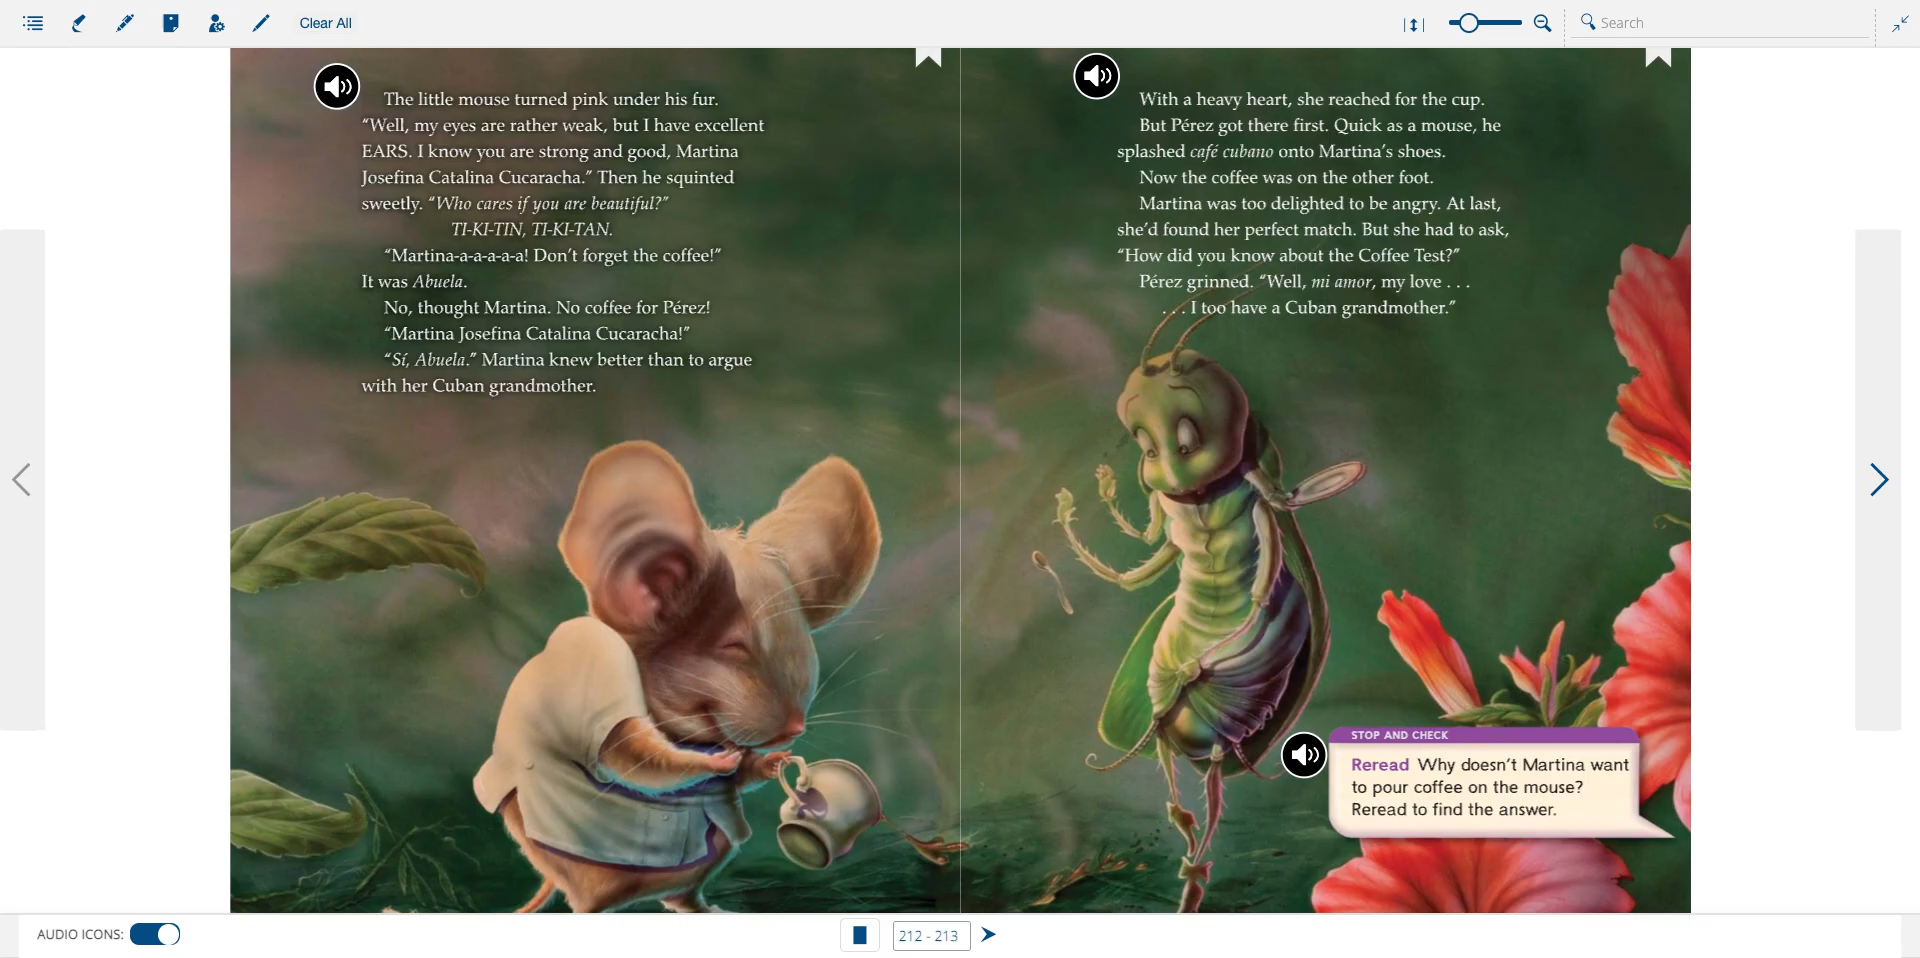 Clear All
Search
The little mouse turned pink under his fur.
“Well, my eyes are rather weak, but I have excellent
EARS. I know you are strong and good, Martina
Josefina Catalina Cucaracha.” Then he squinted
sweetly. “Who cares if you are beautiful?”
TI-KI-TIN, TI-KI-TAN.
“Martina-a-a-a-a-a! Don’t forget the coffee!”
It was Abuela.
No, thought Martina. No coffee for Pérez!
“Martina Josefina Catalina Cucaracha!”
“Sí, Abuela.” Martina knew better than to argue
with her Cuban grandmother.
With a heavy heart, she reached for the cup.
But Pérez got there first. Quick as a mouse, he
splashed café cubano onto Martina’s shoes.
Now the coffee was on the other foot.
Martina was too delighted to be angry. At last,
she’d found her perfect match. But she had to ask,
“How did you know about the Coffee Test?”
Pérez grinned. “Well, mi amor, my love . . .
. . . I too have a Cuban grandmother.”
STOP AND CHECK
Reread Why doesn’t Martina want
to pour coffee on the mouse?
Reread to find the answer.
AUDIO ICONS:
212 - 213